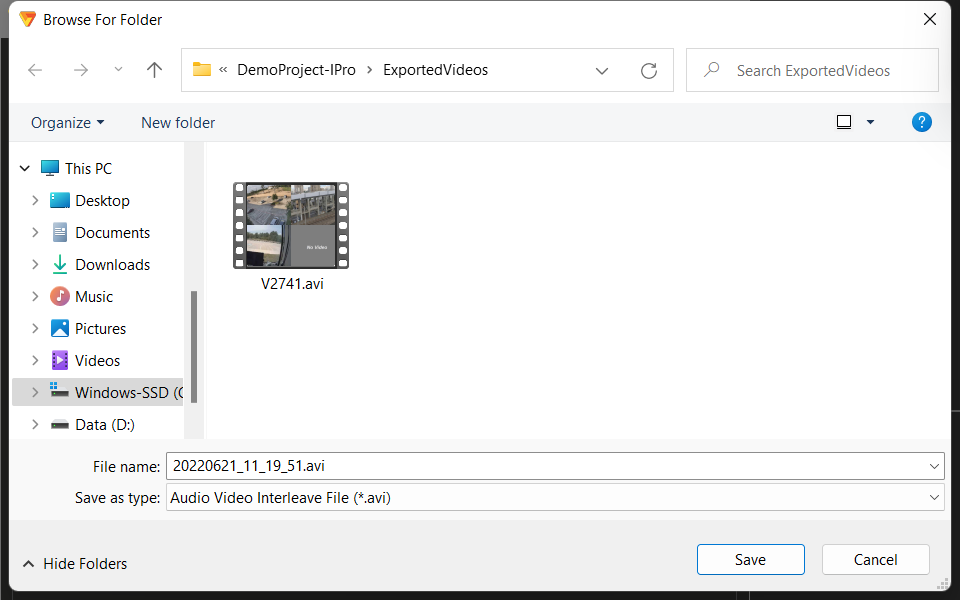 Browse For Folder
« DemoProject-IPro > ExportedVideos
Search ExportedVideos
Organize
New folder
?
This PC
Desktop
Documents
Downloads
Music
Pictures
Videos
Windows-SSD (C
Data (D:)
No Video
V2741.avi
File name: 20220621_11_19_51.avi
Save as type: Audio Video Interleave File (*.avi)
Hide Folders
Save
Cancel